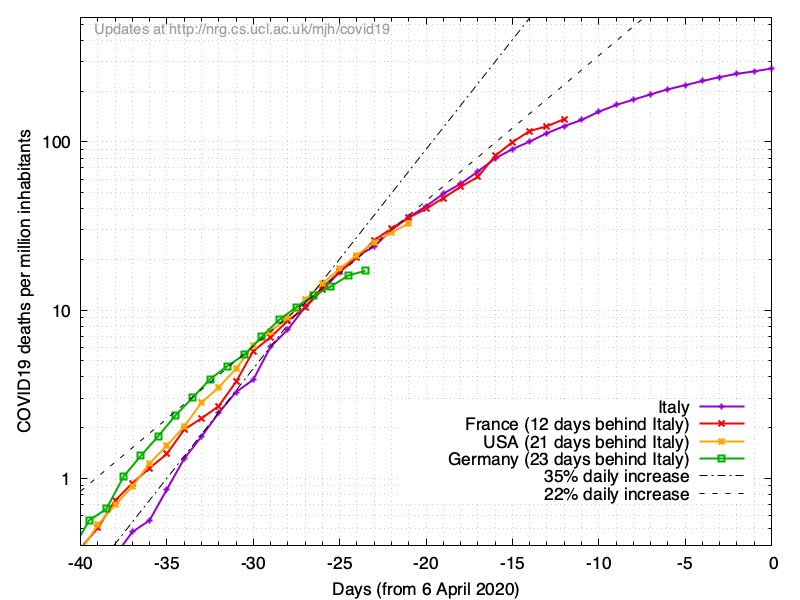 Updates at http://nrg.cs.ucl.ac.uk/mjh/covid19
COVID19 deaths per million inhabitants
100
10
1
Italy
France (12 days behind Italy)
USA (21 days behind Italy)
Germany (23 days behind Italy)
35% daily increase
22% daily increase
-40 -35 -30 -25 -20 -15 -10 -5 0
Days (from 6 April 2020)